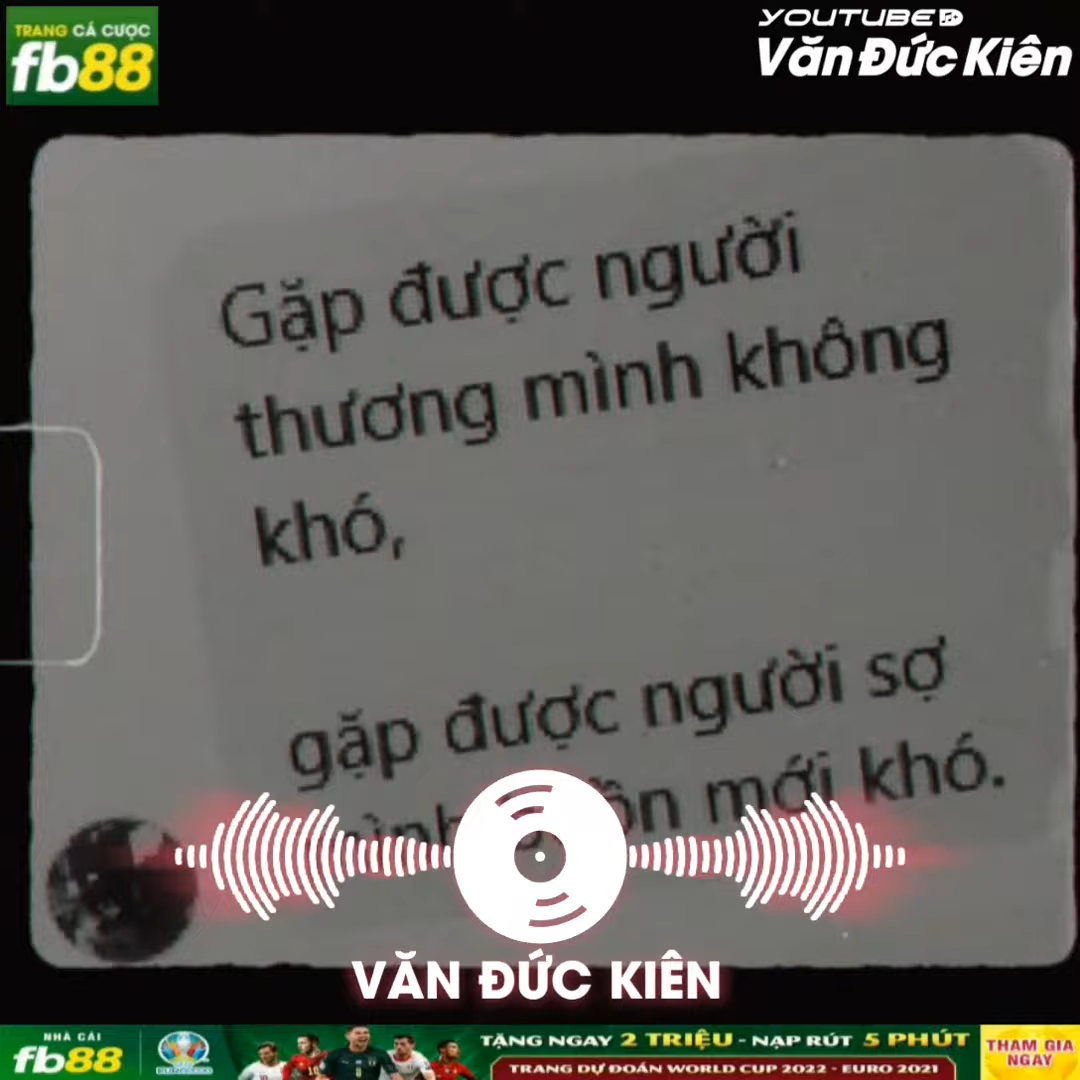 TRANG CÁ CƯỢC
fb88
YOUTUBE
Văn Đức Kiên
Gặp được người
thương mình không
khó,
gặp được người sợ
mới khó.
VĂN ĐỨC KIÊN
NHÀ CÁI
fb88
TẶNG NGAY 2 TRIỆU - NẠP RÚT 5 PHÚT
TRANG DỰ ĐOÁN WORLD CUP 2022 - EURO 2021
THAM GIA
NGAY